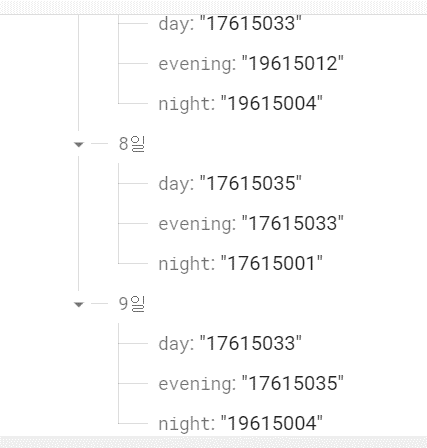 day: "17615033"
evening: "19615012"
night: "19615004"
8일
day: "17615035"
evening: "17615033"
night: "17615001"
9일
day: "17615033"
evening: "17615035"
night: "19615004"